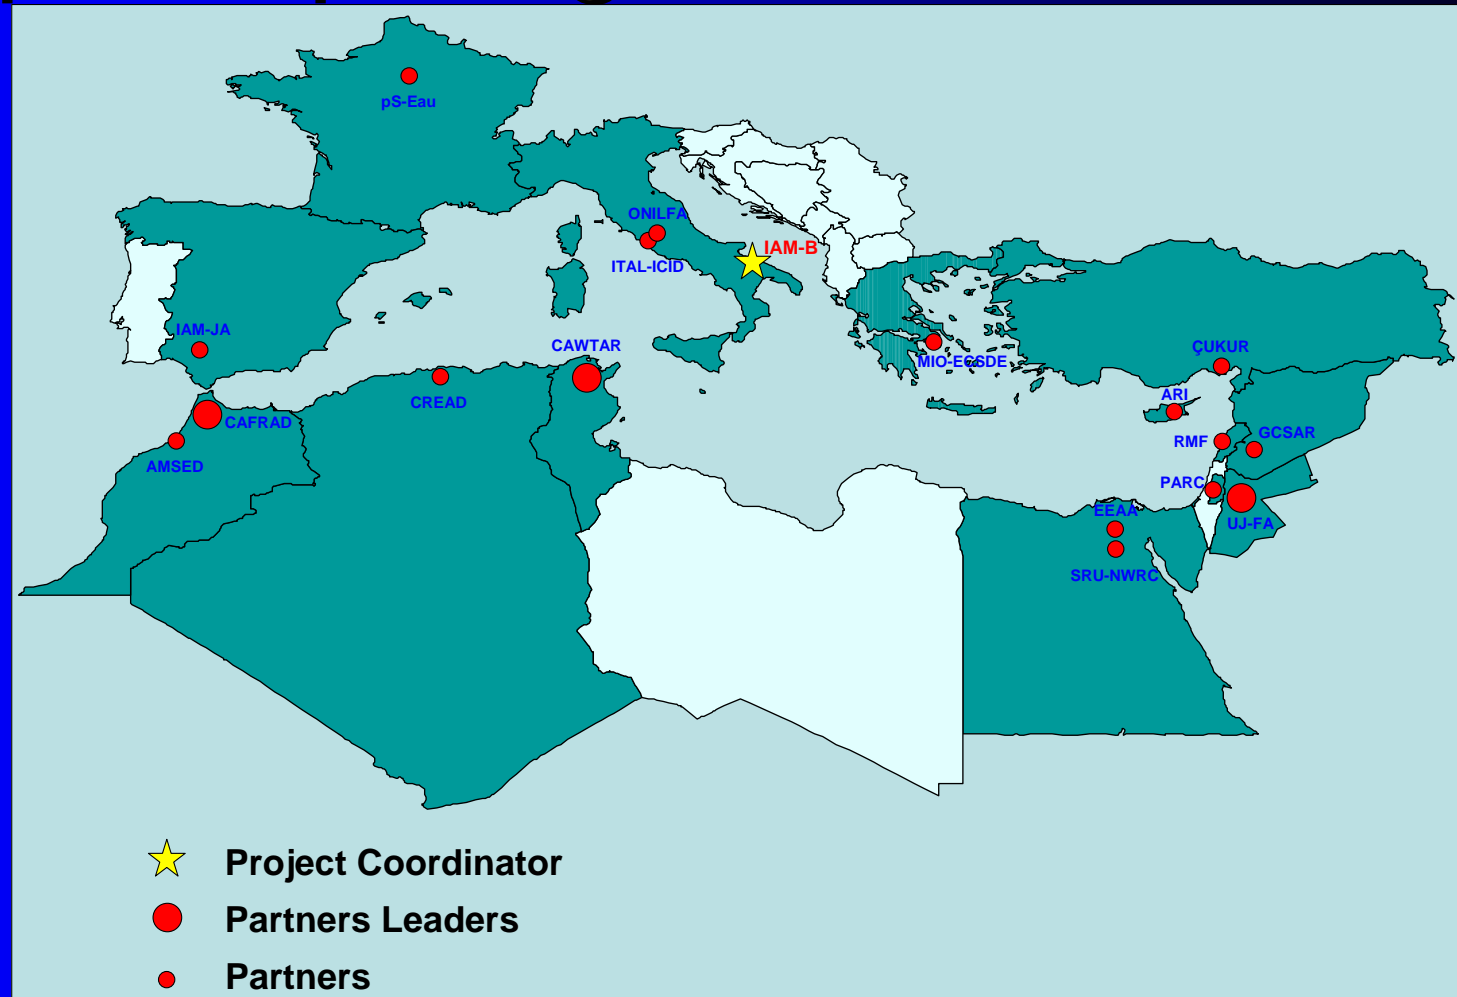 pS-Eau
ONILFA
IAM-B
ITAL-ICID
IAM-JA
CAWTAR
ÇUKUR
MIO-ECSDE
ARI
CREAD
CAFRAD
RMF
GCSAR
AMSED
PARC
EEAA
UJ-FA
SRU-NWRC
Project Coordinator
Partners Leaders
Partners